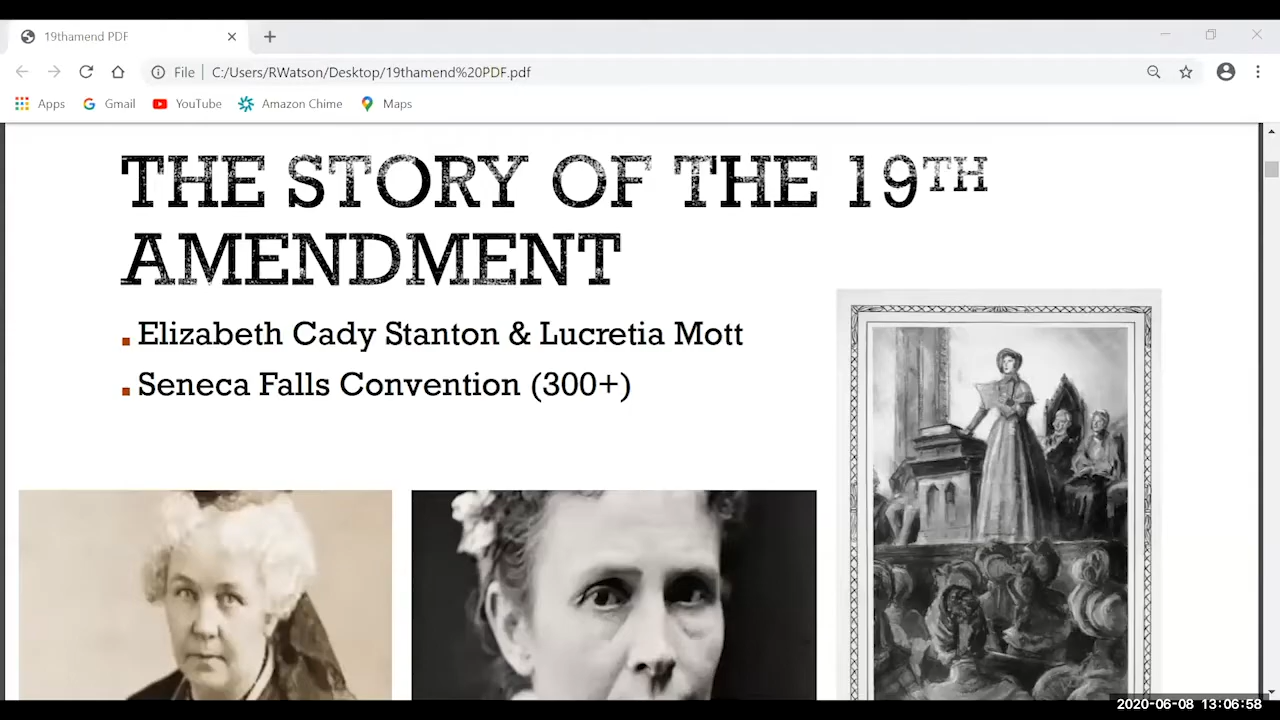 19thamend PDF
File | C:/Users/RWatson/Desktop/19thamend%20PDF.pdf
Apps Gmail YouTube Amazon Chime Maps
THE STORY OF THE 19TH
AMENDMENT
Elizabeth Cady Stanton & Lucretia Mott
Seneca Falls Convention (300+)
2020-06-08 13:06:58